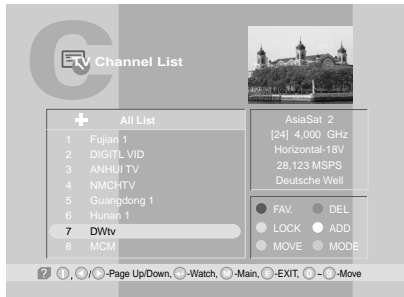 C
TV Channel List
All List
1 Fujian 1
2 DIGITL VID
3 ANHUI TV
4 NMCHTV
5 Guangdong 1
6 Hunan 1
7 DWtv
8 MCM
AsiaSat 2
[24] 4,000 GHz
Horizontal-18V
28,123 MSPS
Deutsche Well
FAV. DEL
LOCK ADD
MOVE MODE
? / -Page Up/Down, -Watch, M -Main, E -EXIT, 0 ~ 9 -Move